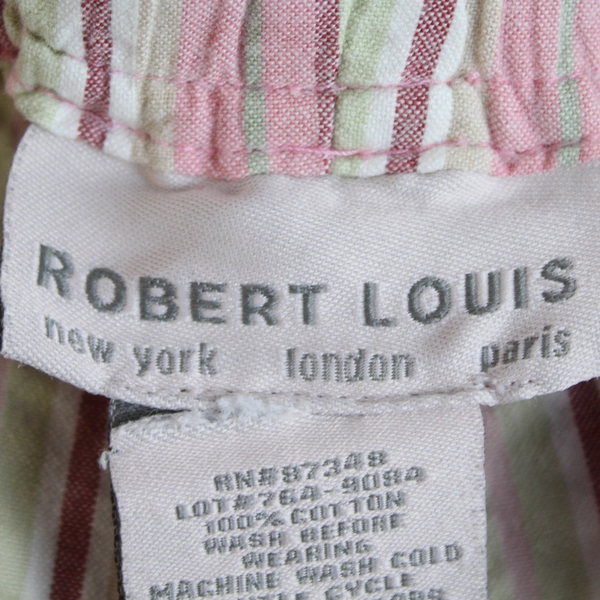 ROBERT LOUIS
new york london paris
RN#87348
LOT#764-9084
100% COTTON
WASH BEFORE
WEARING
MACHINE WASH COLD
CYCLE